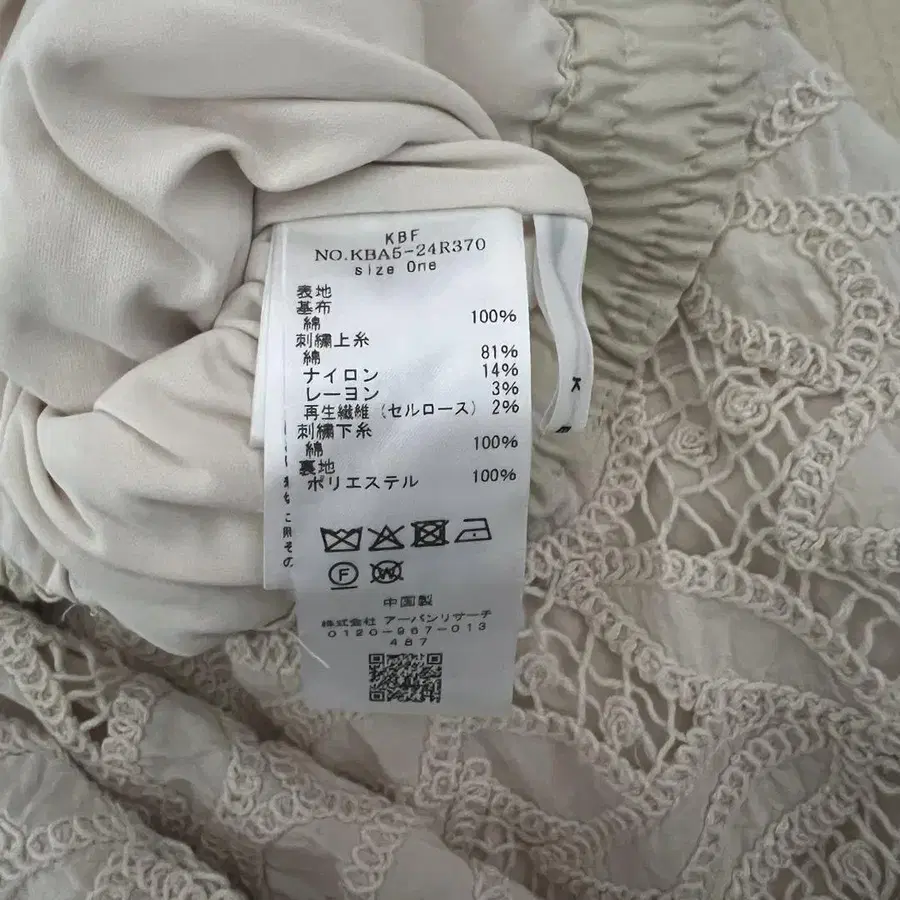 KBF
NO.KBA5-24R370
size One
表地
基布
綿 100%
刺繍上糸
綿 81%
ナイロン 14%
レーヨン 3%
再生繊維(セルロース) 2%
刺繍下糸
綿 100%
裏地
ポリエステル 100%
F
W
中国製
株式会社 アーバンリサーチ
0120-967-013
487
K